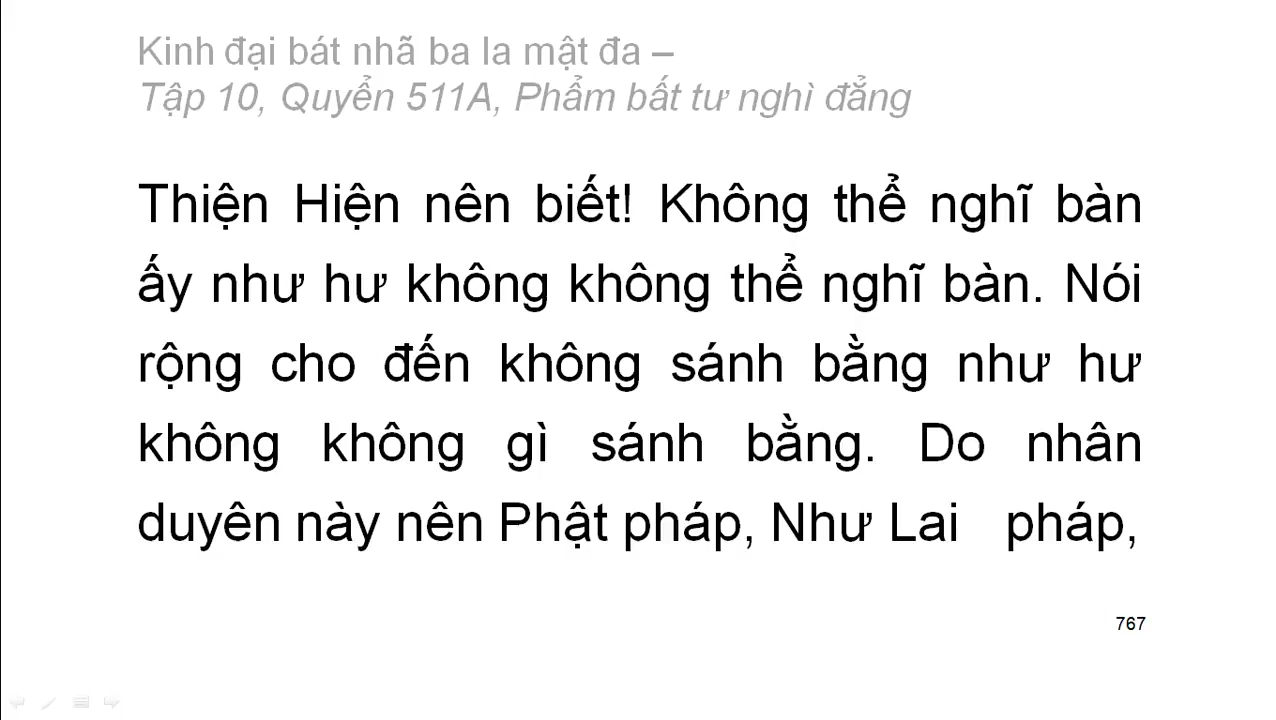 Kinh đại bát nhã ba la mật đa –
Tập 10, Quyển 511A, Phẩm bất tư nghì đẳng
Thiện Hiện nên biết! Không thể nghĩ bàn
ấy như hư không không thể nghĩ bàn. Nói
rộng cho đến không sánh bằng như hư
không không gì sánh bằng. Do nhân
duyên này nên Phật pháp, Như Lai pháp,
767